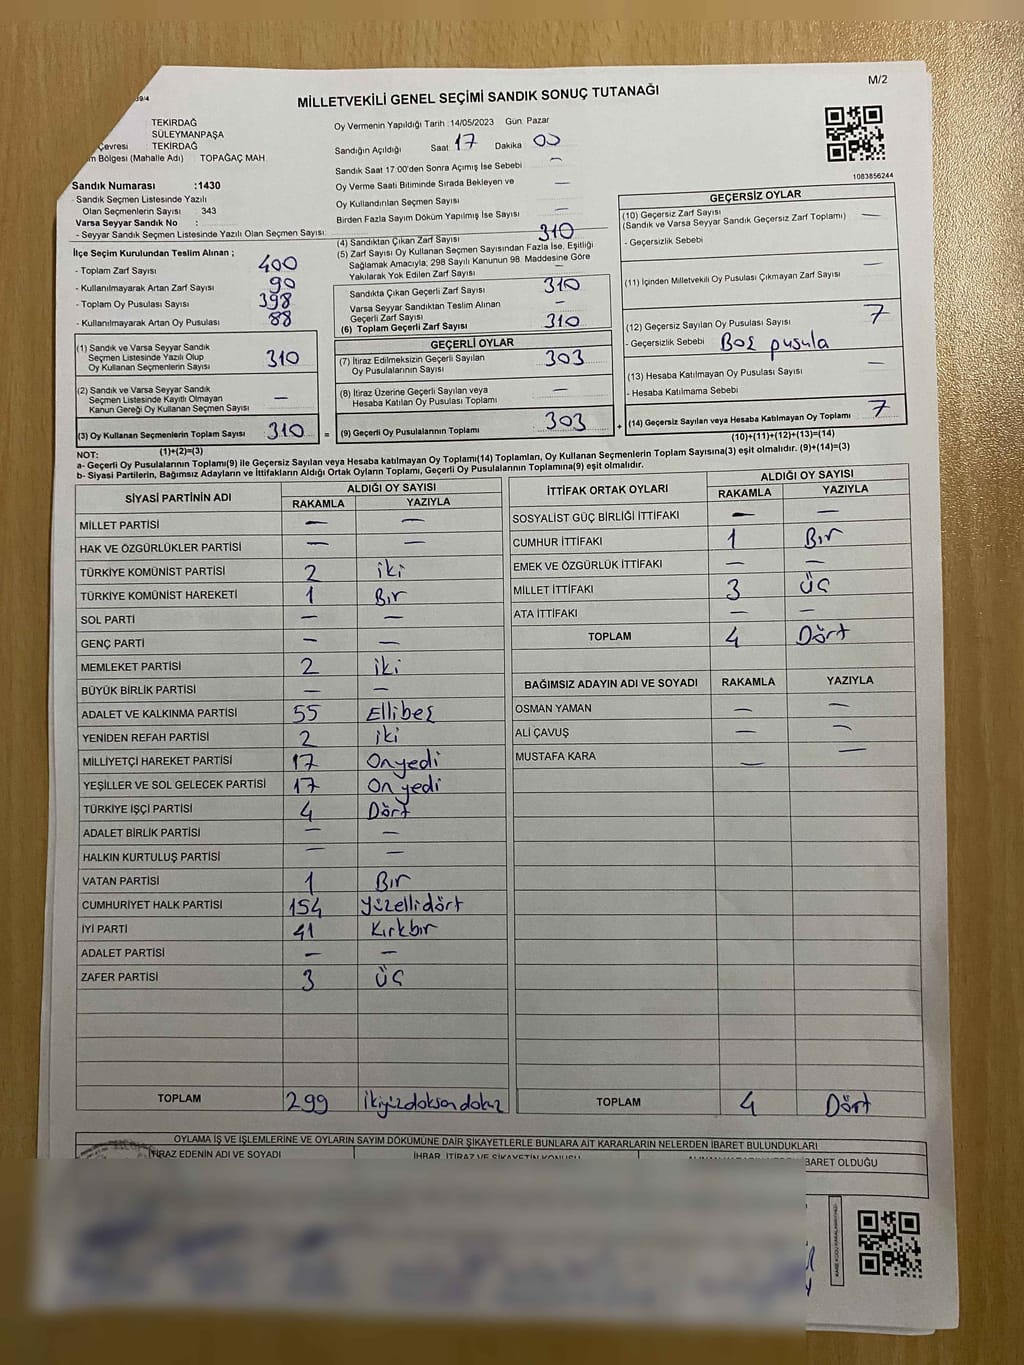 39/4
M/2
MİLLETVEKİLİ GENEL SEÇİMİ SANDIK SONUÇ TUTANAĞI
TEKİRDAĞ
SÜLEYMANPAŞA
Çevresi : TEKİRDAĞ
m Bölgesi (Mahalle Adı) TOPAĞAÇ MAH.
Sandık Numarası :1430
- Sandık Seçmen Listesinde Yazılı
Olan Seçmenlerin Sayısı : 343
Varsa Seyyar Sandık No :
- Seyyar Sandık Seçmen Listesinde Yazılı Olan Seçmen Sayısı:
Oy Vermenin Yapıldığı Tarih :14/05/2023 Gün: Pazar
Sandığın Açıldığı Saat 17 Dakika 00
Sandık Saat 17:00'den Sonra Açımış İse Sebebi —
Oy Verme Saati Bitiminde Sırada Bekleyen ve —
Oy Kullandırılan Seçmen Sayısı
Birden Fazla Sayım Döküm Yapılmış İse Sayısı —
1083856244
İlçe Seçim Kurulundan Teslim Alınan ;
- Toplam Zarf Sayısı 400
- Kullanılmayarak Artan Zarf Sayısı 90
- Toplam Oy Pusulası Sayısı 398
- Kullanılmayarak Artan Oy Pusulası 88
(1) Sandık ve Varsa Seyyar Sandık
Seçmen Listesinde Yazılı Olup
Oy Kullanan Seçmenlerin Sayısı 310
(2) Sandık ve Varsa Seyyar Sandık
Seçmen Listesinde Kayıtlı Olmayan
Kanun Gereği Oy Kullanan Seçmen Sayısı —
(3) Oy Kullanan Seçmenlerin Toplam Sayısı 310 =
(4) Sandıktan Çıkan Zarf Sayısı 310
(5) Zarf Sayısı Oy Kullanan Seçmen Sayısından Fazla İse, Eşitliği
Sağlamak Amacıyla, 298 Sayılı Kanunun 98. Maddesine Göre
Yakılarak Yok Edilen Zarf Sayısı
Sandıkta Çıkan Geçerli Zarf Sayısı 310
Varsa Seyyar Sandıktan Teslim Alınan —
Geçerli Zarf Sayısı
(6) Toplam Geçerli Zarf Sayısı 310
GEÇERLİ OYLAR
(7) İtiraz Edilmeksizin Geçerli Sayılan 303
Oy Pusulalarının Sayısı
(8) İtiraz Üzerine Geçerli Sayılan veya —
Hesaba Katılan Oy Pusulası Toplamı
(9) Geçerli Oy Pusulalarının Toplamı 303 +
GEÇERSİZ OYLAR
(10) Geçersiz Zarf Sayısı —
(Sandık ve Varsa Seyyar Sandık Geçersiz Zarf Toplamı)
- Geçersizlik Sebebi
(11) İçinden Milletvekili Oy Pusulası Çıkmayan Zarf Sayısı —
(12) Geçersiz Sayılan Oy Pusulası Sayısı 7
- Geçersizlik Sebebi Boş pusula
(13) Hesaba Katılmayan Oy Pusulası Sayısı —
- Hesaba Katılmama Sebebi
(14) Geçersiz Sayılan veya Hesaba Katılmayan Oy Toplamı 7
NOT: (1)+(2)=(3) (10)+(11)+(12)+(13)=(14)
a- Geçerli Oy Pusulalarının Toplamı(9) ile Geçersiz Sayılan veya Hesaba katılmayan Oy Toplamı(14) Toplamları, Oy Kullanan Seçmenlerin Toplam Sayısına(3) eşit olmalıdır. (9)+(14)=(3)
b- Siyasi Partilerin, Bağımsız Adayların ve İttifakların Aldığı Ortak Oyların Toplamı, Geçerli Oy Pusulalarının Toplamına(9) eşit olmalıdır.
SİYASİ PARTİNİN ADI ALDIĞI OY SAYISI
RAKAMLA YAZIYLA
MİLLET PARTİSİ — —
HAK VE ÖZGÜRLÜKLER PARTİSİ — —
TÜRKİYE KOMÜNİST PARTİSİ 2 iki
TÜRKİYE KOMÜNİST HAREKETİ 1 Bır
SOL PARTİ — —
GENÇ PARTİ — —
MEMLEKET PARTİSİ 2 iki
BÜYÜK BİRLİK PARTİSİ — —
ADALET VE KALKINMA PARTİSİ 55 Ellibeş
YENİDEN REFAH PARTİSİ 2 iki
MİLLİYETÇİ HAREKET PARTİSİ 17 Onyedi
YEŞİLLER VE SOL GELECEK PARTİSİ 17 Onyedi
TÜRKİYE İŞÇİ PARTİSİ 4 Dört
ADALET BİRLİK PARTİSİ — —
HALKIN KURTULUŞ PARTİSİ — —
VATAN PARTİSİ 1 Bır
CUMHURİYET HALK PARTİSİ 154 Yüzellidört
İYİ PARTİ 41 Kırkbır
ADALET PARTİSİ — —
ZAFER PARTİSİ 3 üç
TOPLAM 299 ikiyüzdoksandokuz
İTTİFAK ORTAK OYLARI ALDIĞI OY SAYISI
RAKAMLA YAZIYLA
SOSYALİST GÜÇ BİRLİĞİ İTTİFAKI — —
CUMHUR İTTİFAKI 1 Bır
EMEK VE ÖZGÜRLÜK İTTİFAKI — —
MİLLET İTTİFAKI 3 üç
ATA İTTİFAKI — —
TOPLAM 4 Dört
BAĞIMSIZ ADAYIN ADI VE SOYADI RAKAMLA YAZIYLA
OSMAN YAMAN — —
ALİ ÇAVUŞ — —
MUSTAFA KARA — —
TOPLAM 4 Dört
OYLAMA İŞ VE İŞLEMLERİNE VE OYLARIN SAYIM DÖKÜMÜNE DAİR ŞİKAYETLERLE BUNLARA AİT KARARLARIN NELERDEN İBARET BULUNDUKLARI
İTİRAZ EDENİN ADI VE SOYADI İHBAR, İTİRAZ VE ŞİKAYETİN KONUSU BARET OLDUĞU